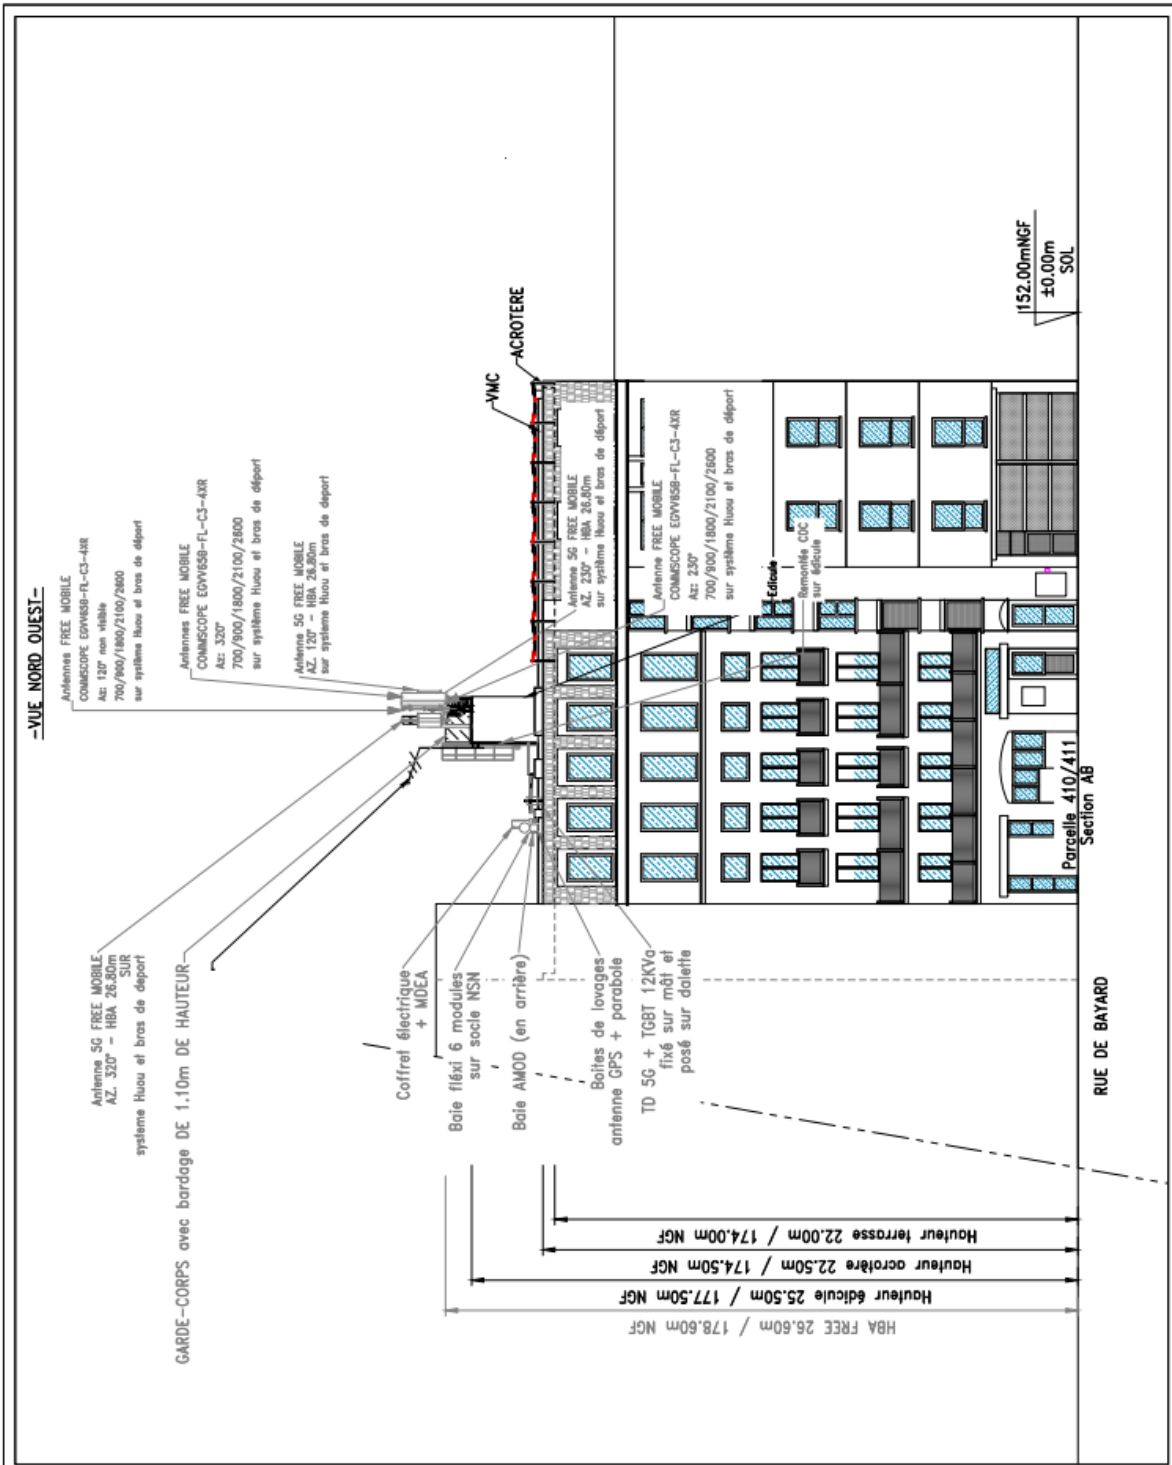 -VUE NORD OUEST-
Antennes FREE MOBILE
COMMSCOPE EGVV65B-FL-C3-4XR
Az: 120° non visible
700/900/1800/2100/2600
sur système Huou et bras de départ
Antennes FREE MOBILE
COMMSCOPE EGVV65B-FL-C3-4XR
Az: 320°
700/900/1800/2100/2600
sur système Huou et bras de départ
Antenne 5G FREE MOBILE
AZ. 120° - HBA 26.80m
sur systeme Huou et bras de deport
VMC
ACROTERE
Antenne 5G FREE MOBILE
AZ. 230° - HBA 26.80m
sur système Huou et bras de déport
Antenne FREE MOBILE
COMMSCOPE EGVV65B-FL-C3-4XR
Az: 230°
700/900/1800/2100/2600
sur système Huou et bras de déport
Edicule
Remontée CDC
sur édicule
152.00mNGF
±0.00m
SOL
Antenne 5G FREE MOBILE
AZ. 320° - HBA 26.80m
SUR
systeme Huou et bras de deport
GARDE-CORPS avec bardage DE 1.10m DE HAUTEUR
Coffret électrique
+ MDEA
Baie fléxi 6 modules
sur socle NSN
Baie AMOD (en arrière)
Boites de lovages
antenne GPS + parabole
TD 5G + TGBT 12KVa
fixé sur mât et
posé sur dalette
Parcelle 410/411
Section AB
RUE DE BAYARD
Hauteur terrasse 22.00m / 174.00m NGF
Hauteur acrotère 22.50m / 174.50m NGF
Hauteur édicule 25.50m / 177.50m NGF
HBA FREE 26.60m / 178.60m NGF